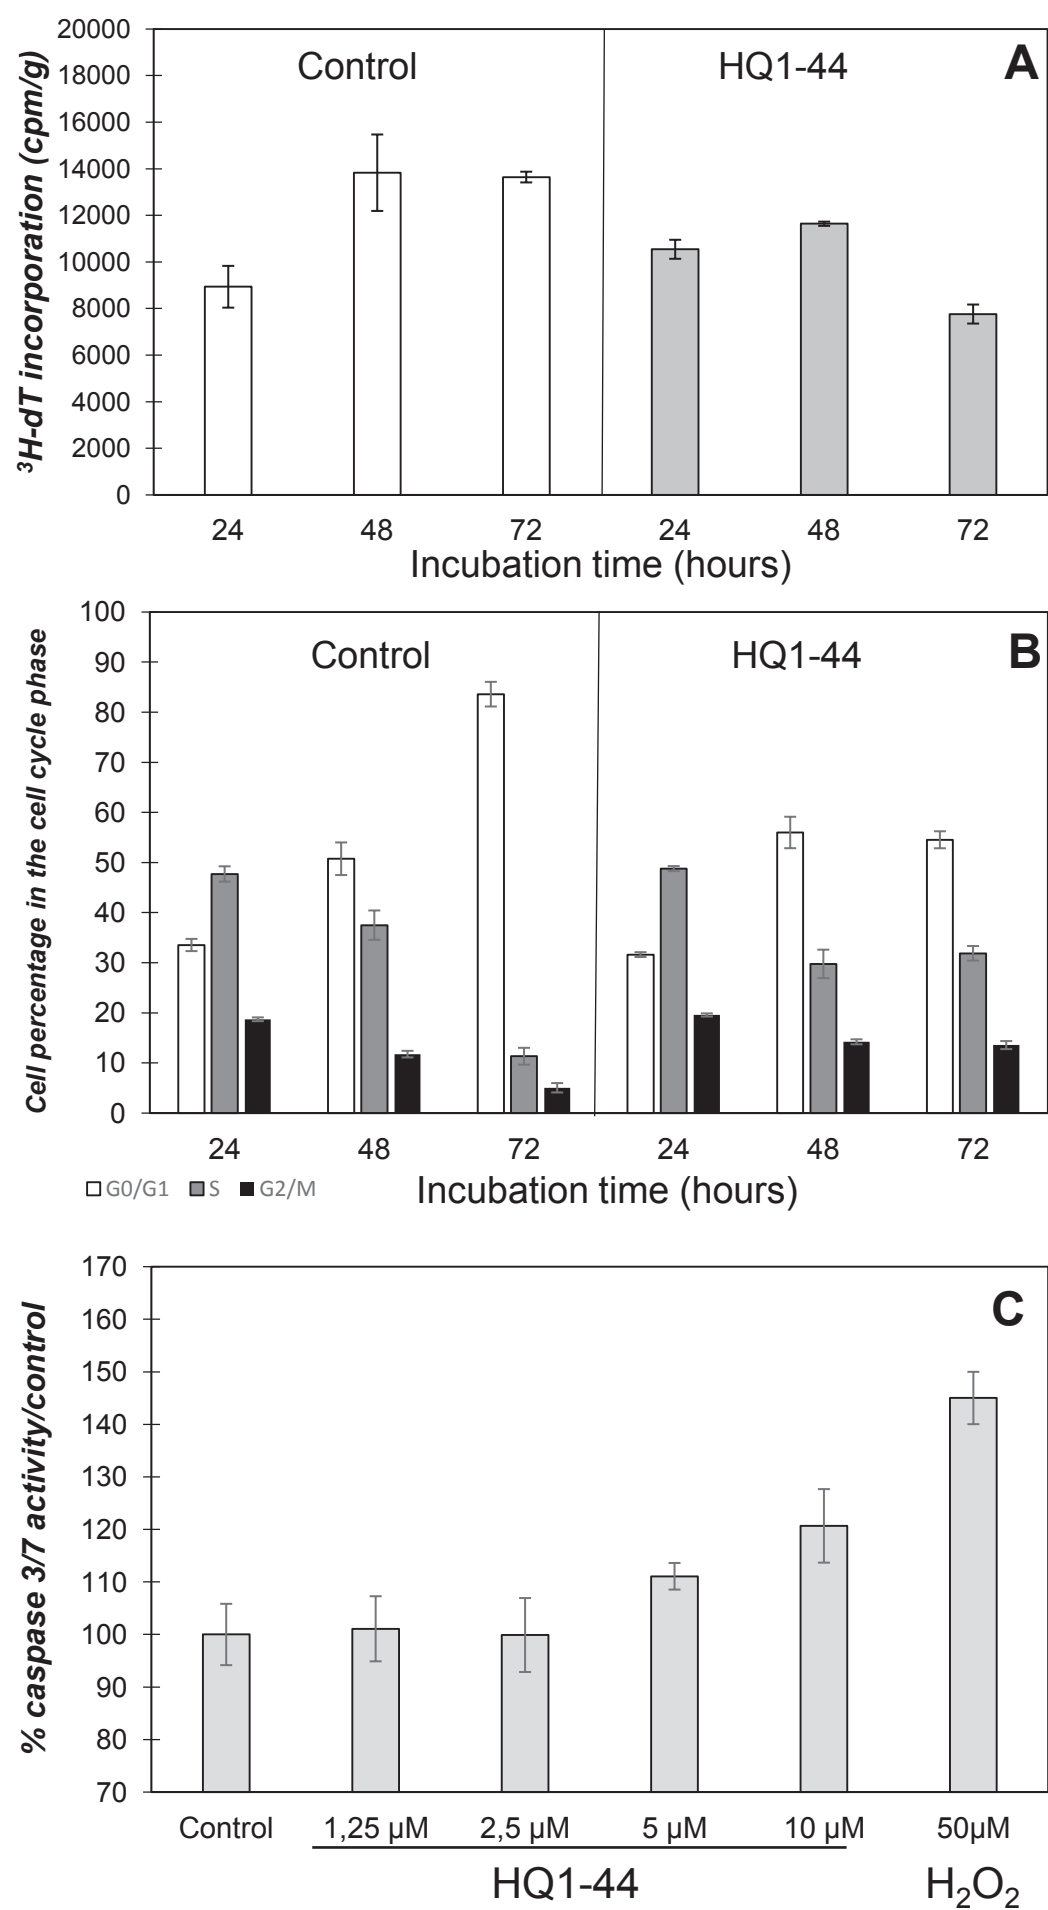 20000
18000
16000
14000
12000
10000
8000
6000
4000
2000
0
³H-dT incorporation (cpm/g)
Control HQ1-44 A
24 48 72 24 48 72
Incubation time (hours)
100
90
80
70
60
50
40
30
20
10
0
Cell percentage in the cell cycle phase
Control HQ1-44 B
24 48 72 24 48 72
G0/G1 S G2/M Incubation time (hours)
170
160
150
140
130
120
110
100
90
80
70
% caspase 3/7 activity/control
C
Control 1,25 µM 2,5 µM 5 µM 10 µM 50µM
HQ1-44 H₂O₂